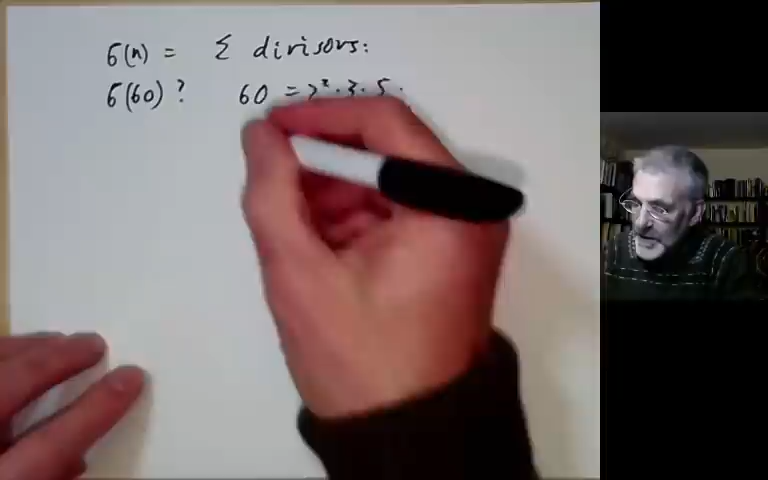 σ(n) = Σ divisors:
σ(60)? 60 = 2²·3·5.